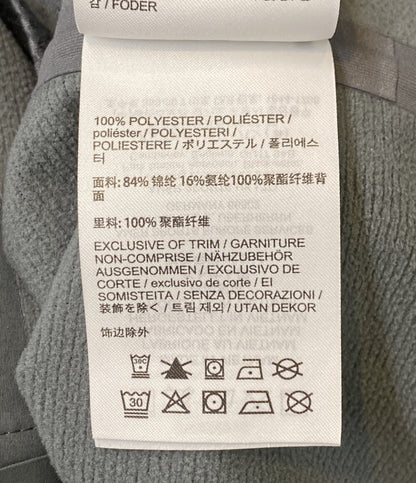 감 / FODER
100% POLYESTER / POLIÉSTER /
poliéster / POLYESTERI /
POLIESTERE / ポリエステル / 폴리에스
터
面料: 84% 锦纶 16%氨纶100%聚酯纤维背
面
里料: 100% 聚酯纤维
EXCLUSIVE OF TRIM / GARNITURE
NON-COMPRISE / NÄHZUBEHÖR
AUSGENOMMEN / EXCLUSIVO DE
CORTE / exclusivo de corte / EI
SOMISTEITA / SENZA DECORAZIONI /
装飾を除く / 트림 제외 / UTAN DEKOR
饰边除外
30C
30